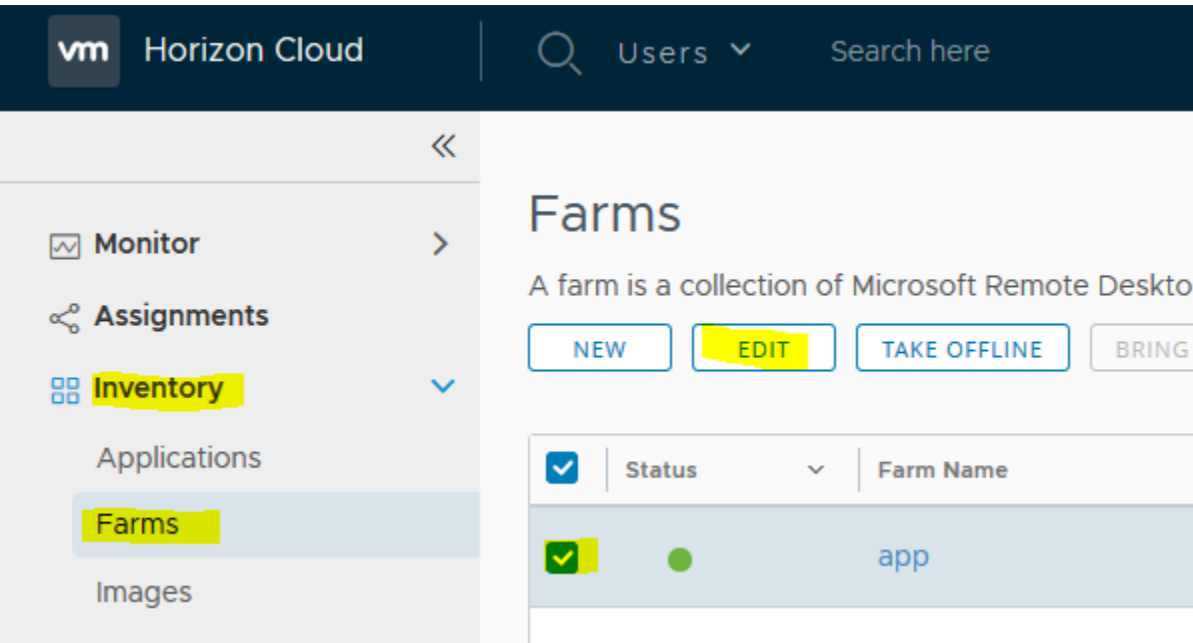 vm Horizon Cloud Users Search here
Monitor
Assignments
Inventory
Applications
Farms
Images
Farms
A farm is a collection of Microsoft Remote Deskto
NEW EDIT TAKE OFFLINE BRING
Status Farm Name
app